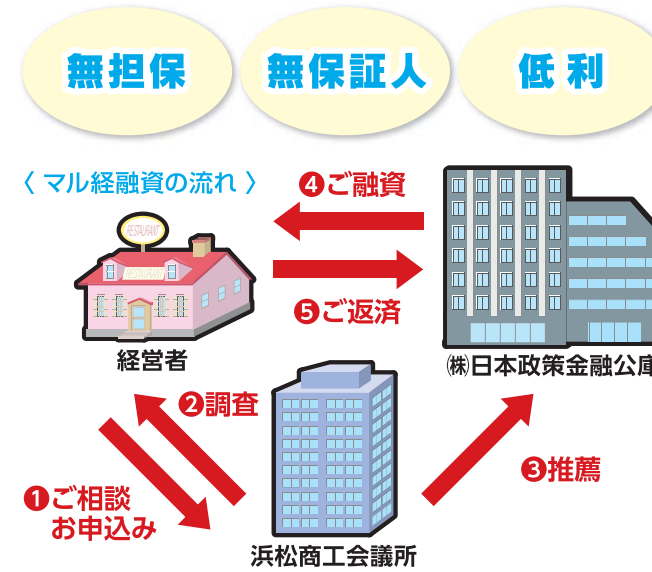 無担保
無保証人
低利
〈 マル経融資の流れ 〉
❹ご融資
RESTAURANT
RESTAURANT
❺ご返済
経営者
㈱日本政策金融公庫
❷調査
❸推薦
❶ご相談
お申込み
浜松商工会議所